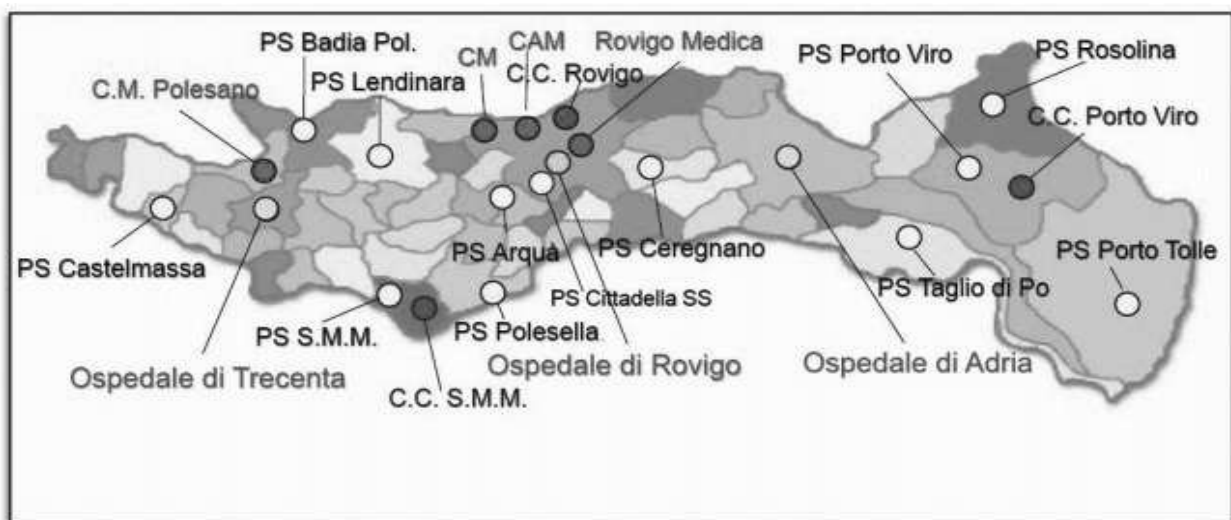 PS Badia Pol.
CM
CAM
Rovigo Medica
PS Porto Viro
PS Rosolina
PS Lendinara
C.C. Rovigo
C.M. Polesano
C.C. Porto Viro
PS Castelmassa
PS Arquà
PS Ceregnano
PS Porto Tolle
PS Cittadella SS
PS Taglio di Po
PS S.M.M.
PS Polesella
Ospedale di Trecenta
Ospedale di Rovigo
Ospedale di Adria
C.C. S.M.M.